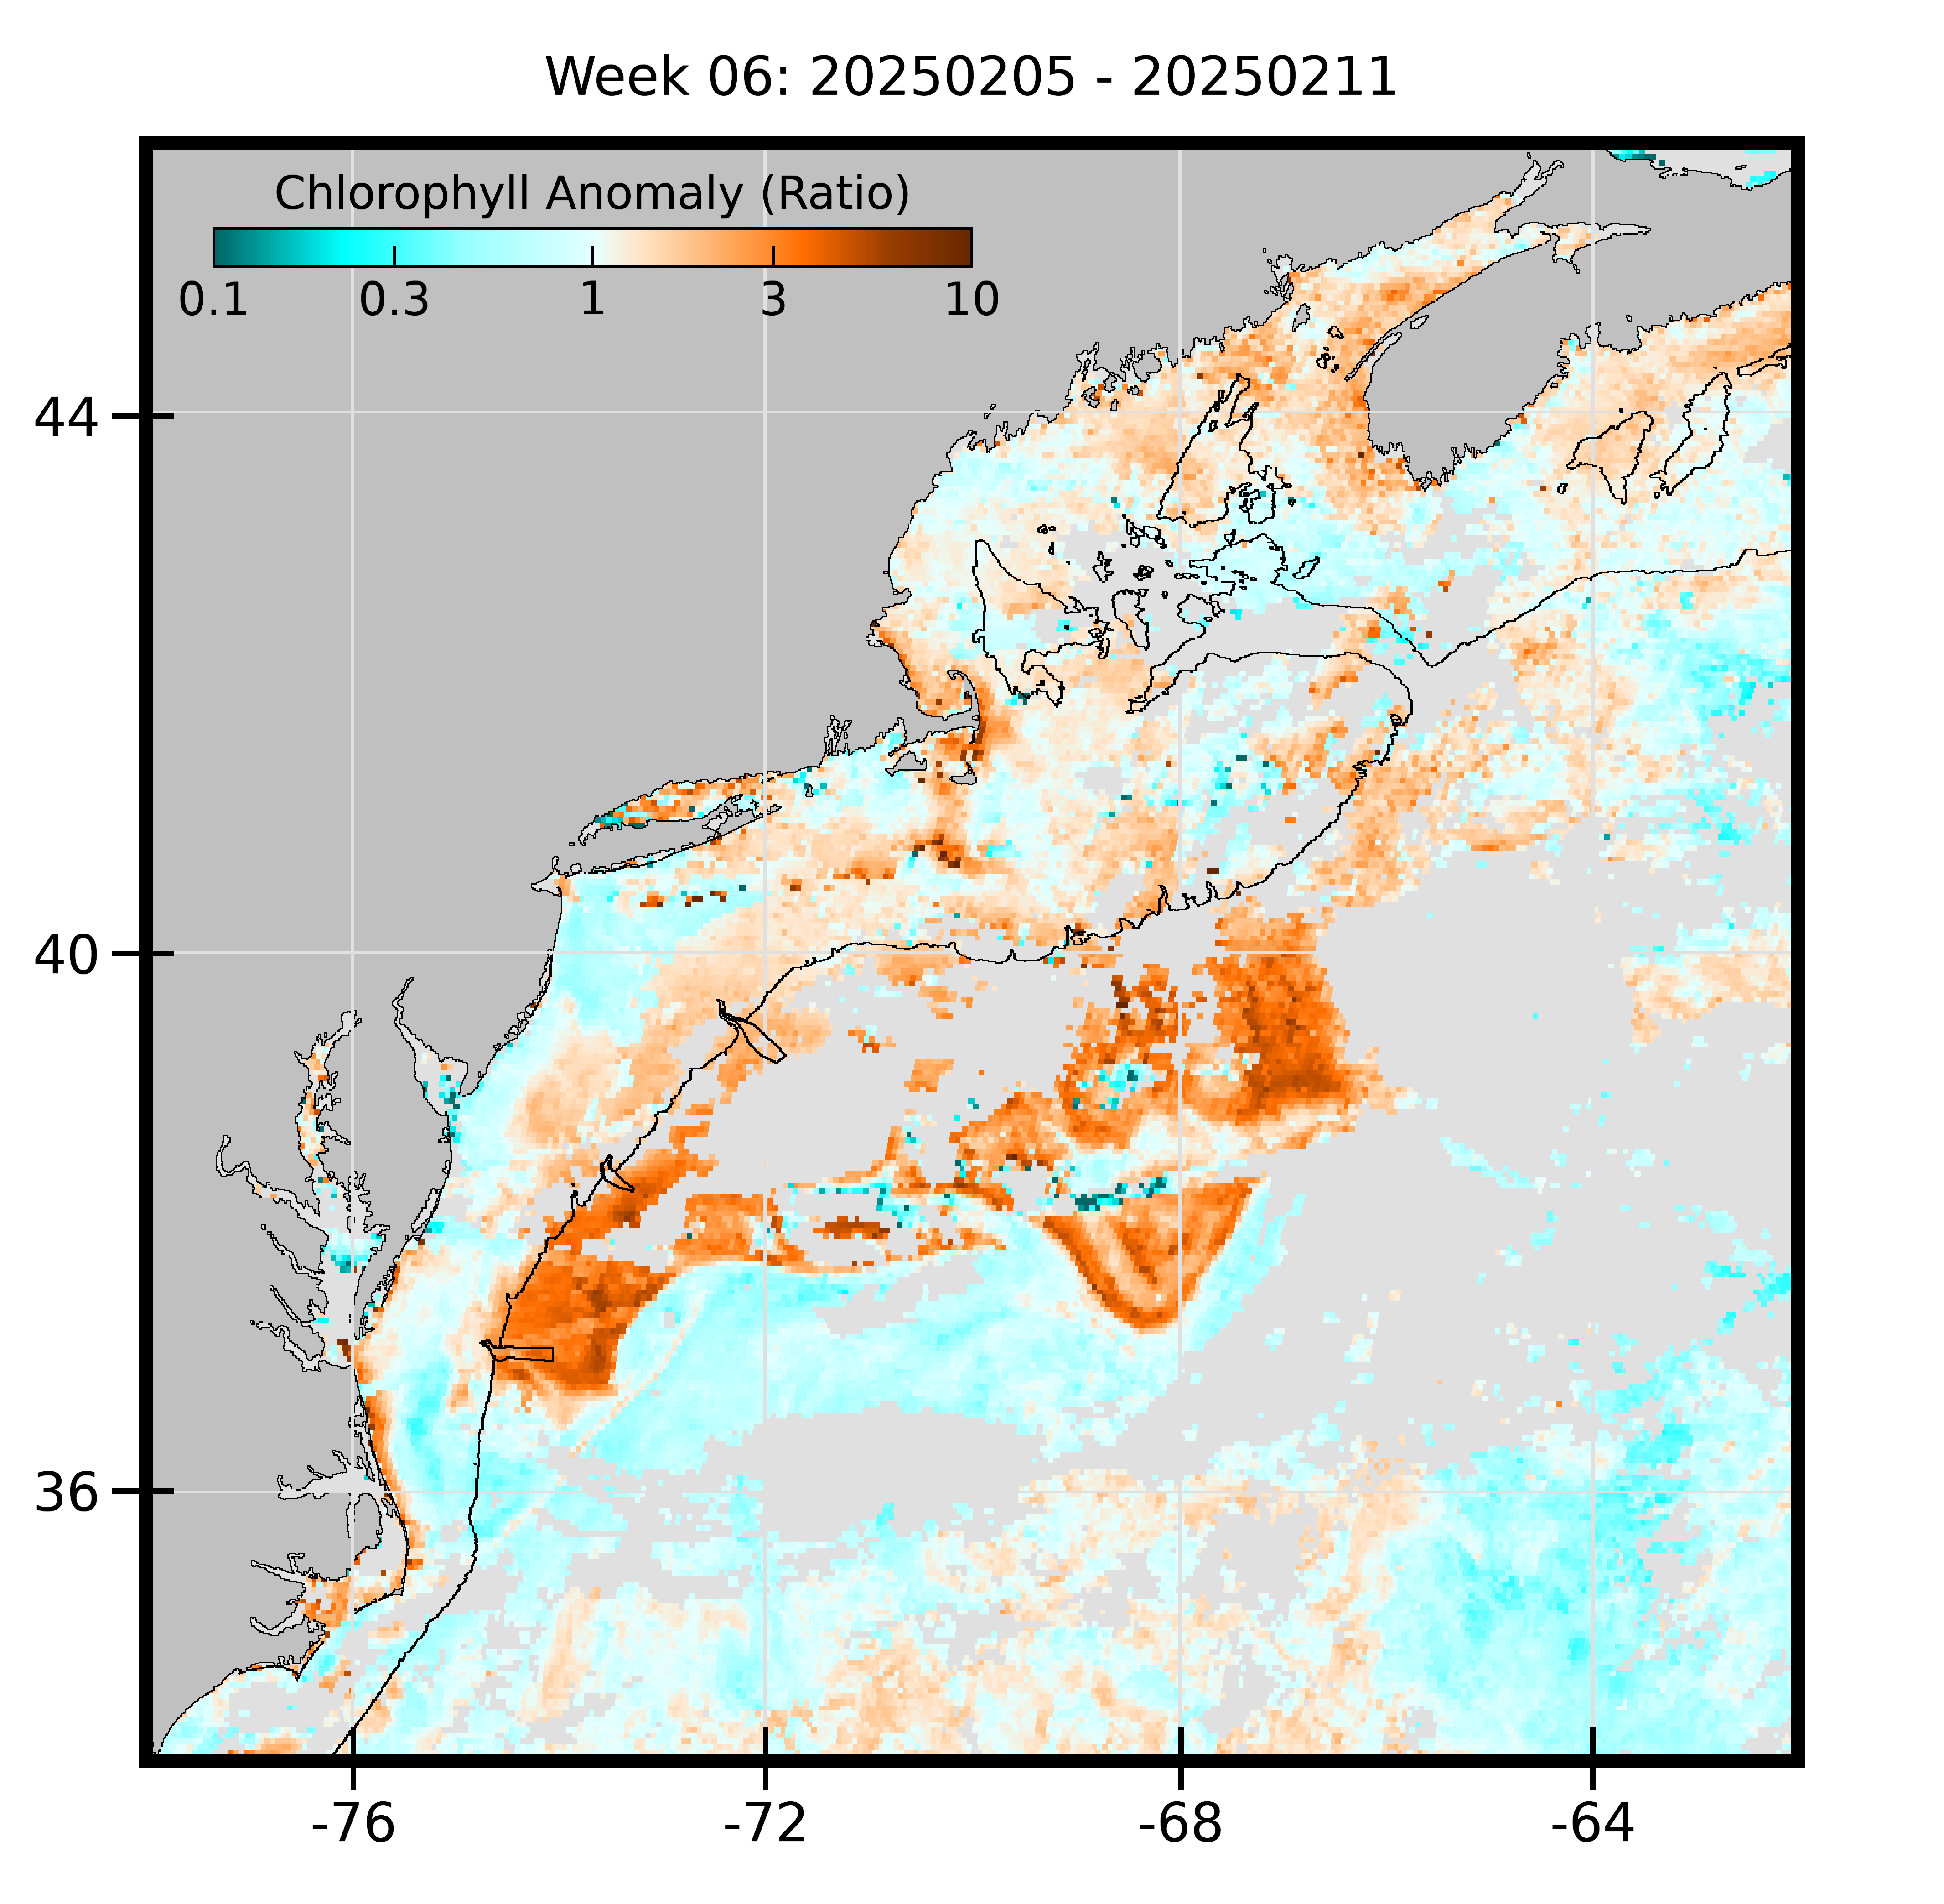 Week 06: 20250205 - 20250211
Chlorophyll Anomaly (Ratio)
0.1 0.3 1 3 10
44
40
36
-76 -72 -68 -64